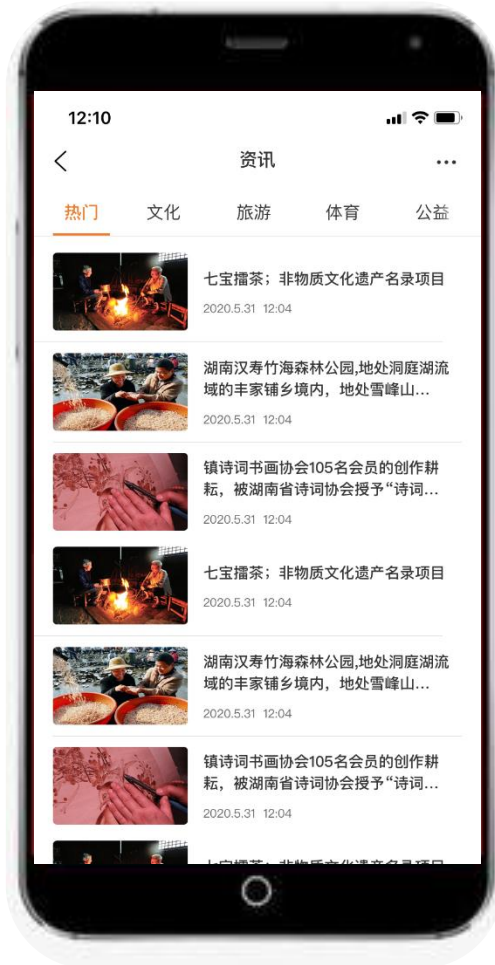 12:10
资讯
热门 文化 旅游 体育 公益
七宝擂茶；非物质文化遗产名录项目
2020.5.31 12:04
湖南汉寿竹海森林公园,地处洞庭湖流
域的丰家铺乡境内，地处雪峰山...
2020.5.31 12:04
镇诗词书画协会105名会员的创作耕
耘，被湖南省诗词协会授予“诗词...
2020.5.31 12:04
七宝擂茶；非物质文化遗产名录项目
2020.5.31 12:04
湖南汉寿竹海森林公园,地处洞庭湖流
域的丰家铺乡境内，地处雪峰山...
2020.5.31 12:04
镇诗词书画协会105名会员的创作耕
耘，被湖南省诗词协会授予“诗词...
2020.5.31 12:04